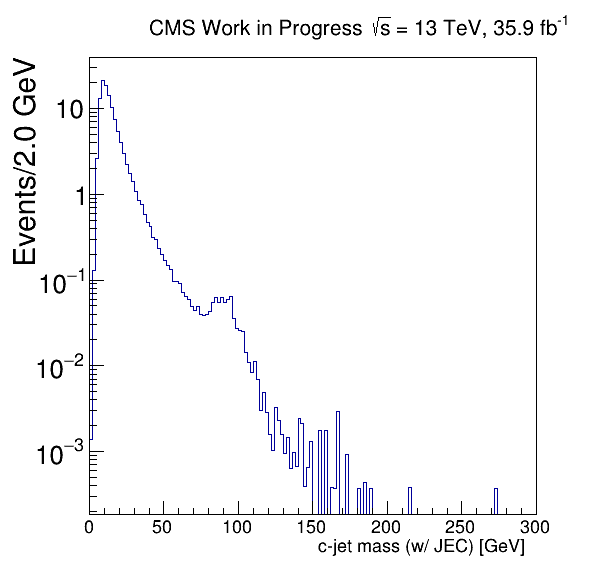 CMS Work in Progress √s = 13 TeV, 35.9 fb⁻¹
Events/2.0 GeV
10
1
10⁻¹
10⁻²
10⁻³
0 50 100 150 200 250 300
c-jet mass (w/ JEC) [GeV]